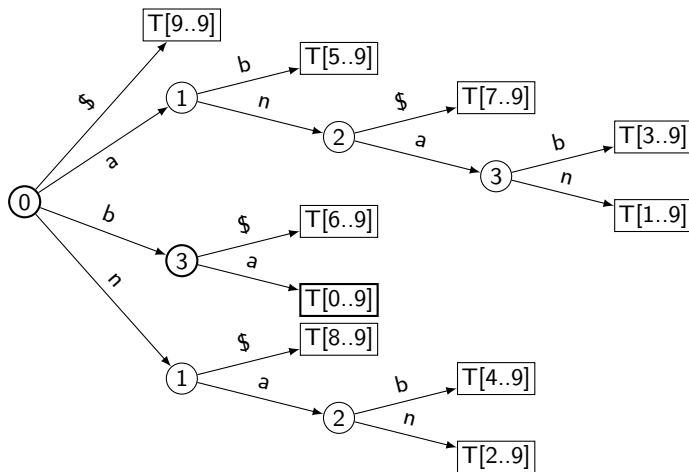 T[9..9]
$
b
T[5..9]
1
n
$
T[7..9]
a
2
a
b
T[3..9]
3
n
0
T[1..9]
b
$
T[6..9]
3
a
T[0..9]
n
$
T[8..9]
1
a
b
T[4..9]
2
n
T[2..9]